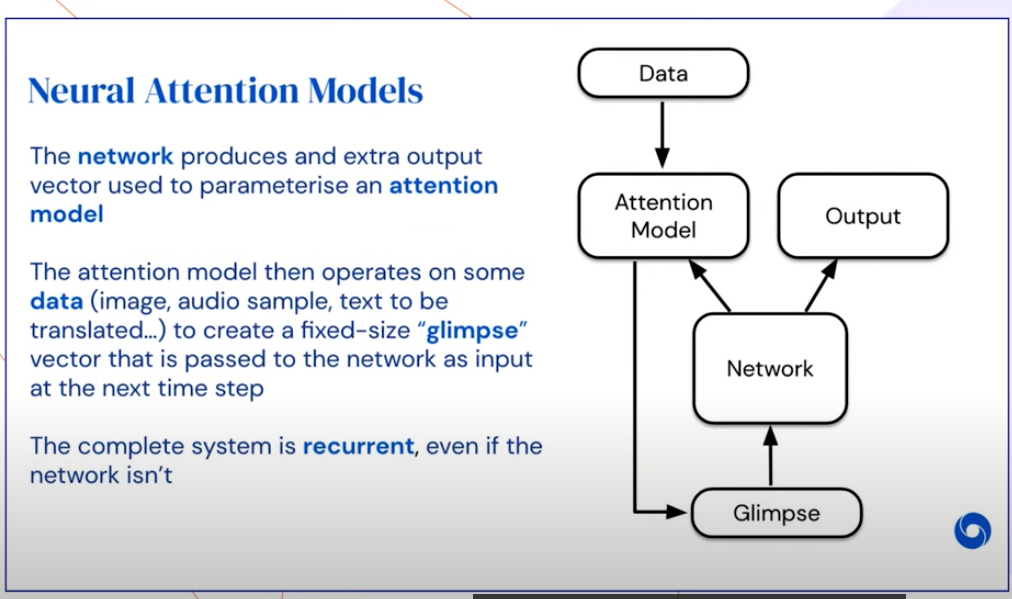 Neural Attention Models
The network produces and extra output
vector used to parameterise an attention
model
The attention model then operates on some
data (image, audio sample, text to be
translated...) to create a fixed-size “glimpse”
vector that is passed to the network as input
at the next time step
The complete system is recurrent, even if the
network isn’t
Data
Attention
Model
Output
Network
Glimpse